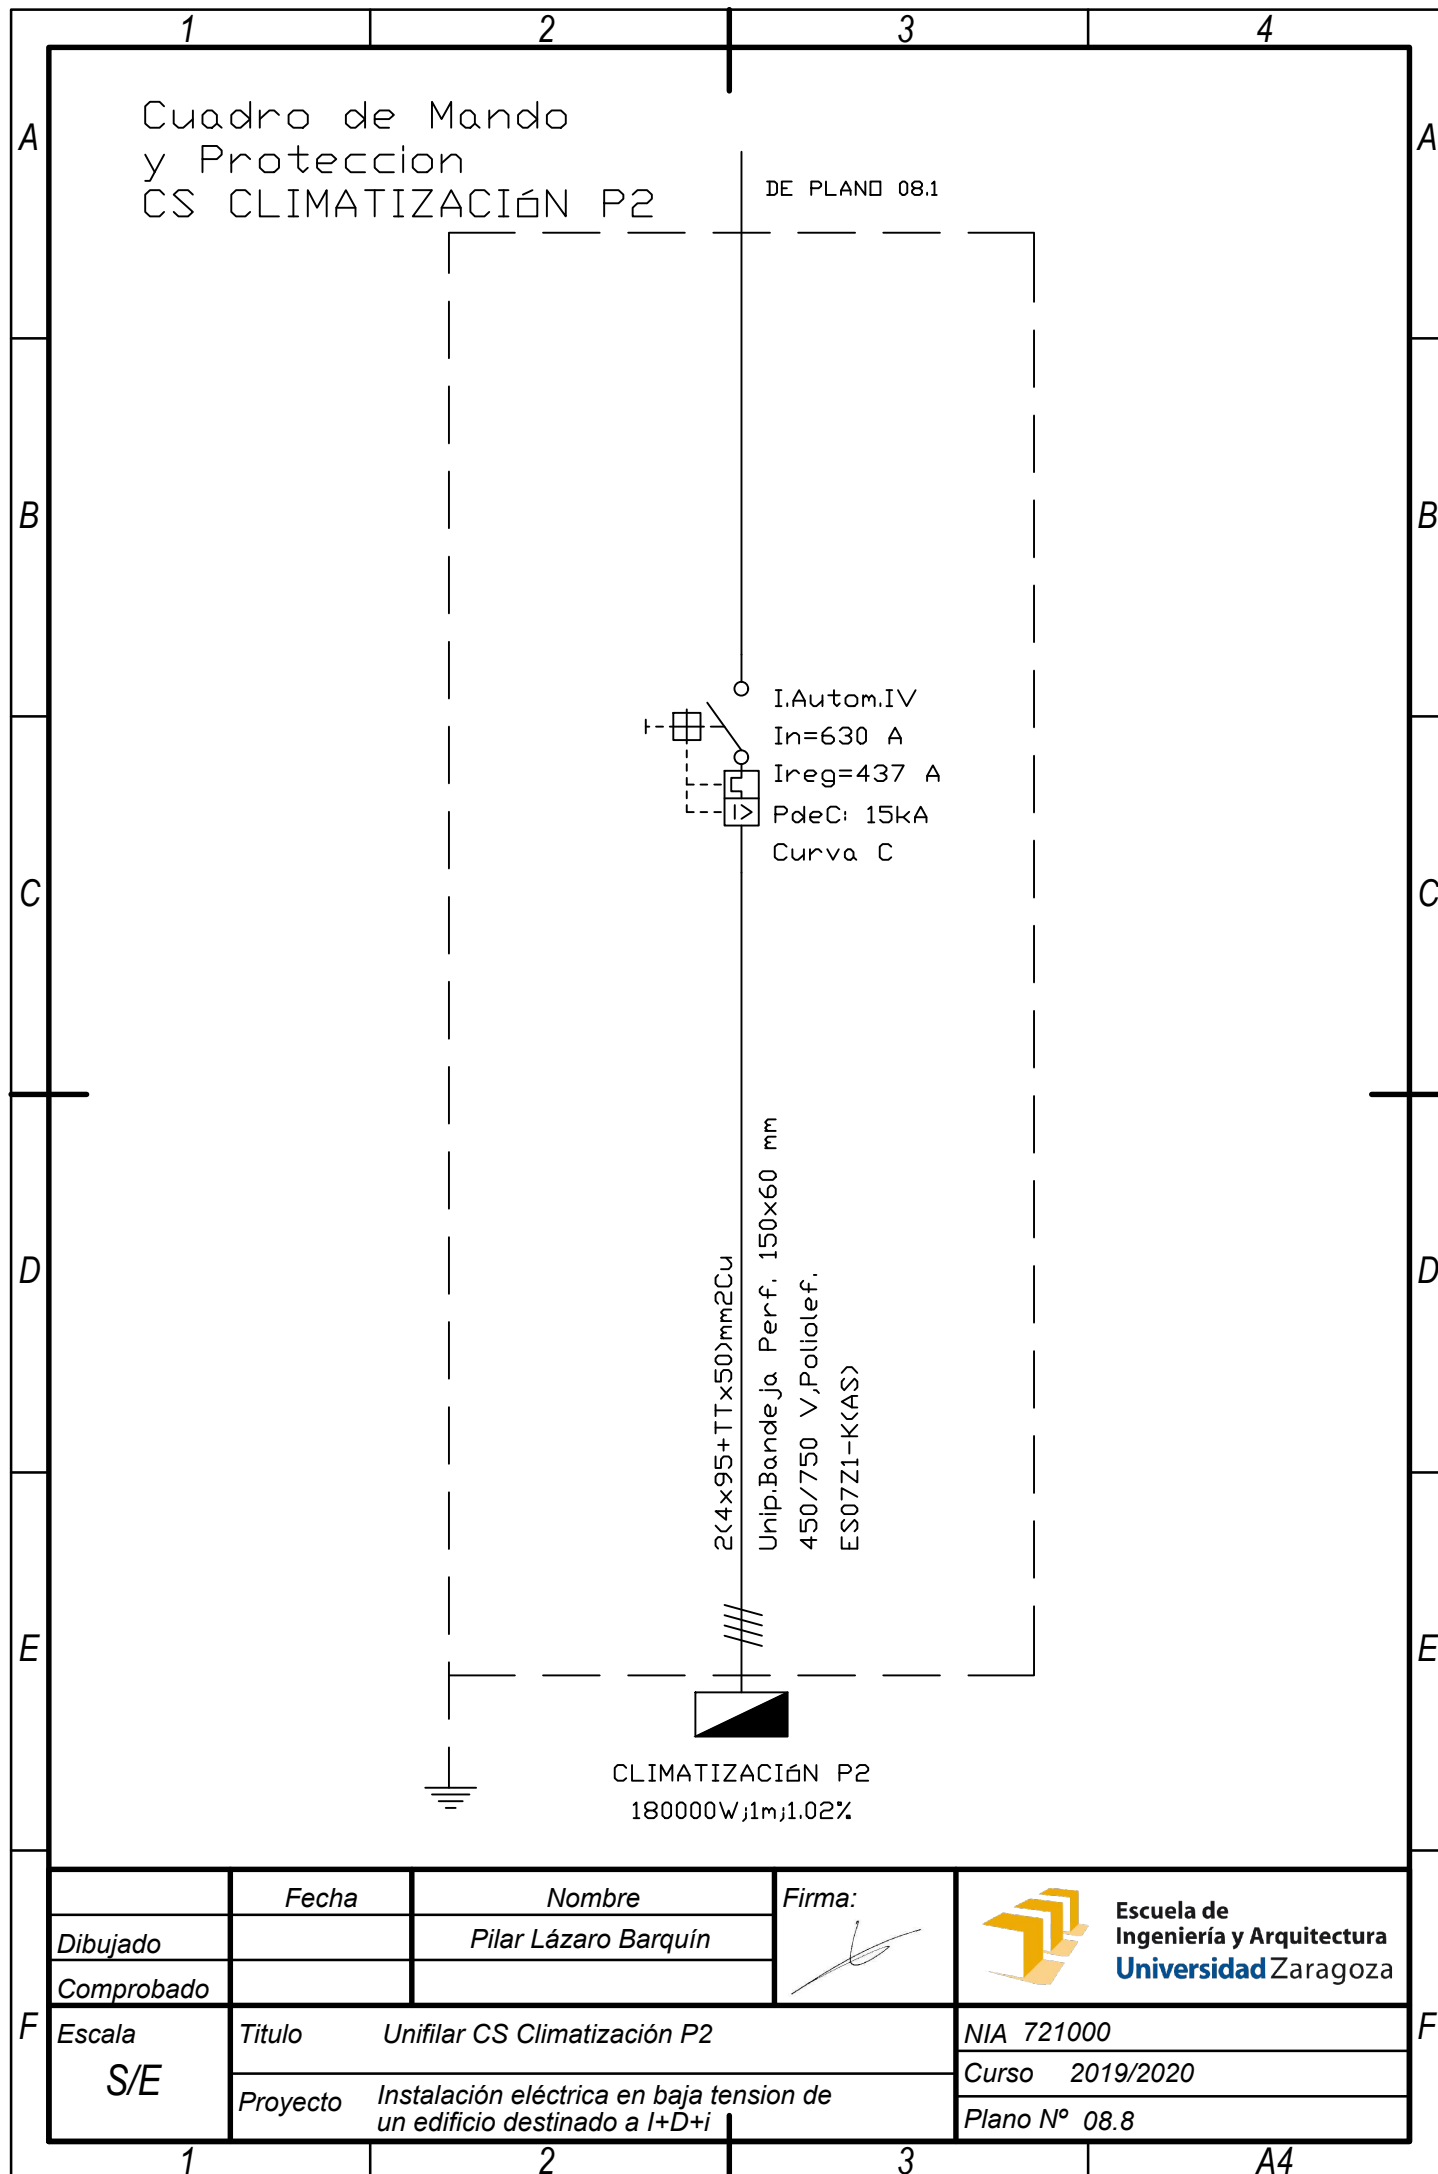 1 2 3 4
A A
Cuadro de Mando
y Proteccion
CS CLIMATIZACIóN P2
DE PLANO 08.1
B B
I.Autom.IV
In=630 A
Ireg=437 A
PdeC: 15kA
Curva C
C C
2(4x95+TTx50)mm2Cu
Unip.Bandeja Perf. 150x60 mm
450/750 V,Poliolef.
ES07Z1-K(AS)
D D
E E
CLIMATIZACIóN P2
180000W;1m;1.02%
Fecha Nombre Firma:
Dibujado Pilar Lázaro Barquín
Comprobado
Escuela de
Ingeniería y Arquitectura
Universidad Zaragoza
F F
Escala
S/E
Titulo Unifilar CS Climatización P2
Proyecto Instalación eléctrica en baja tension de
un edificio destinado a I+D+i
NIA 721000
Curso 2019/2020
Plano Nº 08.8
1 2 3 A4